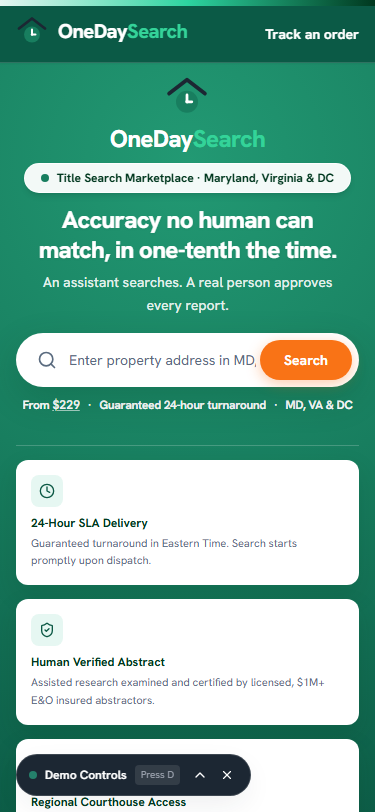 OneDaySearch
Track an order
OneDaySearch
Title Search Marketplace · Maryland, Virginia & DC
Accuracy no human can
match, in one-tenth the time.
An assistant searches. A real person approves
every report.
Enter property address in MD,
Search
From $229 · Guaranteed 24-hour turnaround · MD, VA & DC
24-Hour SLA Delivery
Guaranteed turnaround in Eastern Time. Search starts
promptly upon dispatch.
Human Verified Abstract
Assisted research examined and certified by licensed, $1M+
E&O insured abstractors.
Demo Controls
Press D
Regional Courthouse Access